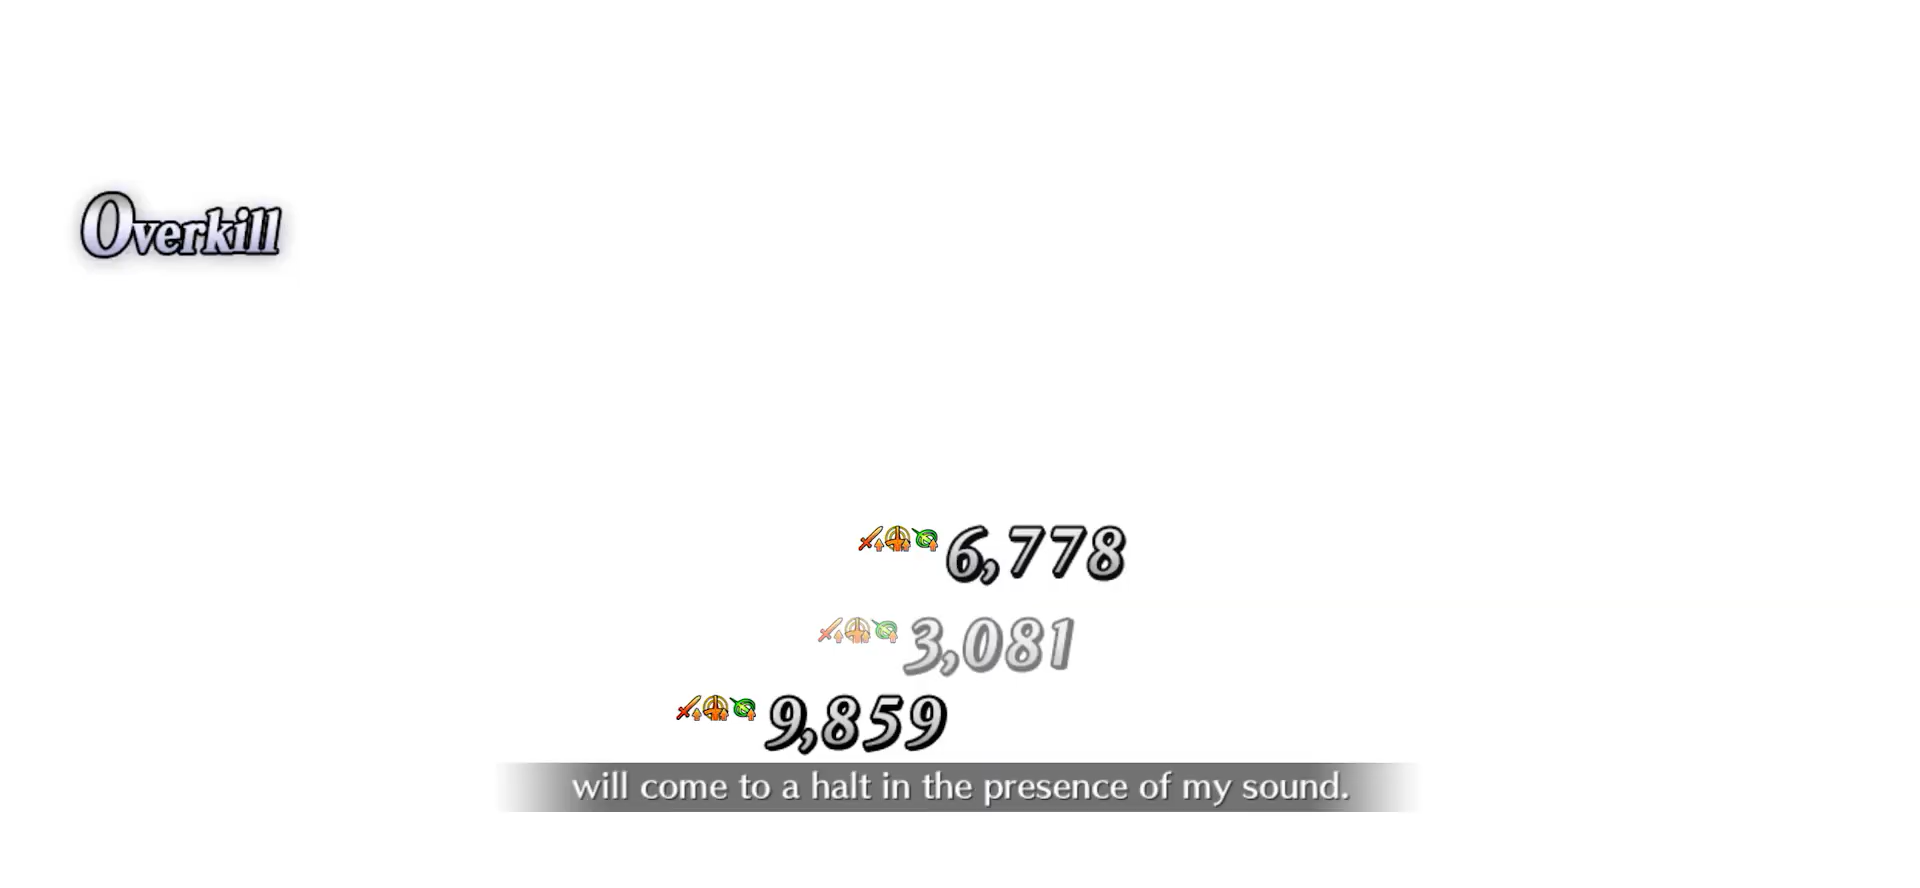 Overkill
6,778
3,081
9,859
will come to a halt in the presence of my sound.